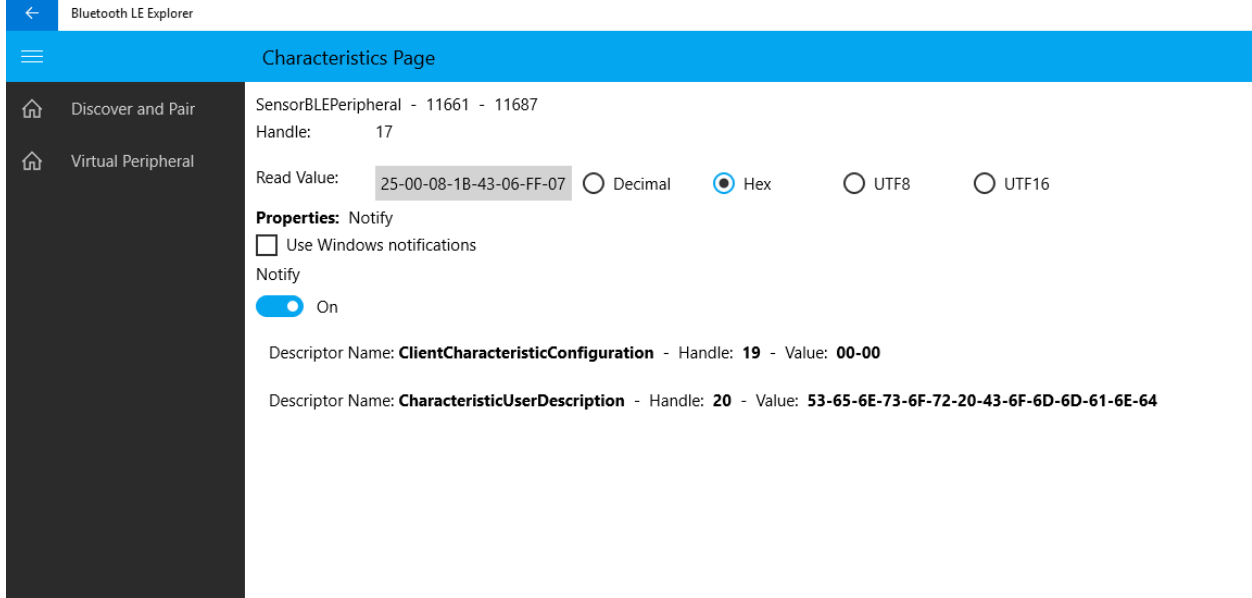 Bluetooth LE Explorer
Characteristics Page
Discover and Pair
Virtual Peripheral
SensorBLEPeripheral - 11661 - 11687
Handle: 17
Read Value: 25-00-08-1B-43-06-FF-07 Decimal Hex UTF8 UTF16
Properties: Notify
Use Windows notifications
Notify
On
Descriptor Name: ClientCharacteristicConfiguration - Handle: 19 - Value: 00-00
Descriptor Name: CharacteristicUserDescription - Handle: 20 - Value: 53-65-6E-73-6F-72-20-43-6F-6D-6D-61-6E-64